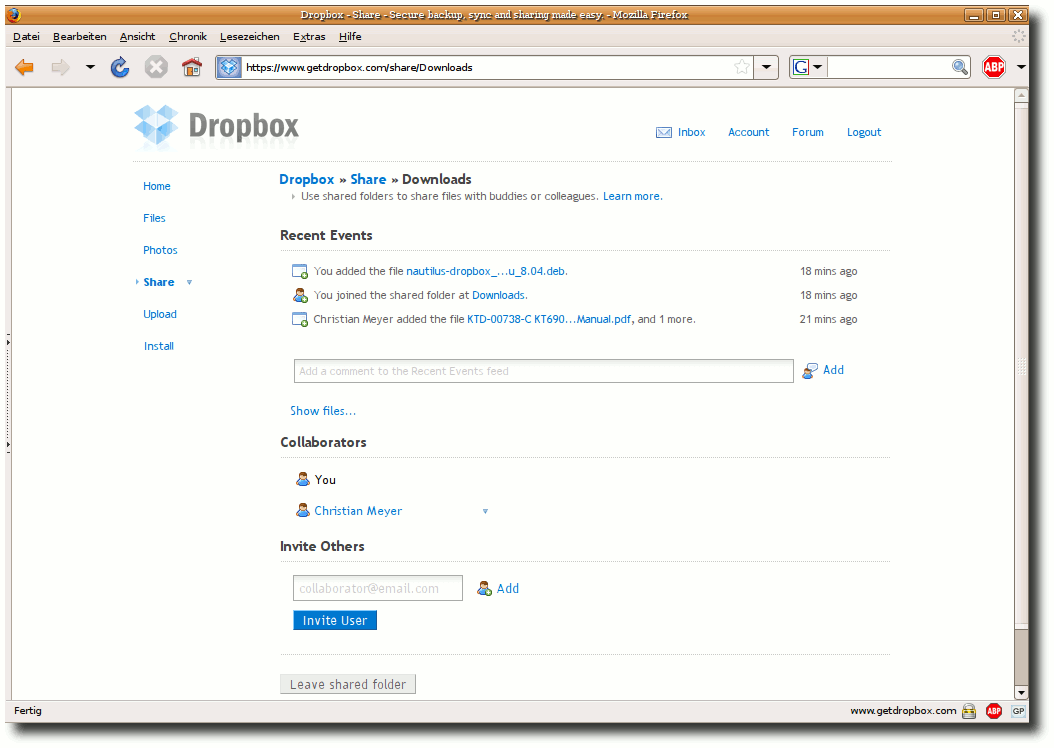 Dropbox - Share - Secure backup, sync and sharing made easy. - Mozilla Firefox
Datei Bearbeiten Ansicht Chronik Lesezeichen Extras Hilfe
https://www.getdropbox.com/share/Downloads G ABP
Dropbox
Inbox Account Forum Logout
Home
Files
Photos
Share
Upload
Install
Dropbox » Share » Downloads
Use shared folders to share files with buddies or colleagues. Learn more.
Recent Events
You added the file nautilus-dropbox_...u_8.04.deb. 18 mins ago
You joined the shared folder at Downloads. 18 mins ago
Christian Meyer added the file KTD-00738-C KT690...Manual.pdf, and 1 more. 21 mins ago
Add a comment to the Recent Events feed Add
Show files...
Collaborators
You
Christian Meyer
Invite Others
collaborator@email.com Add
Invite User
Leave shared folder
Fertig www.getdropbox.com ABP GP